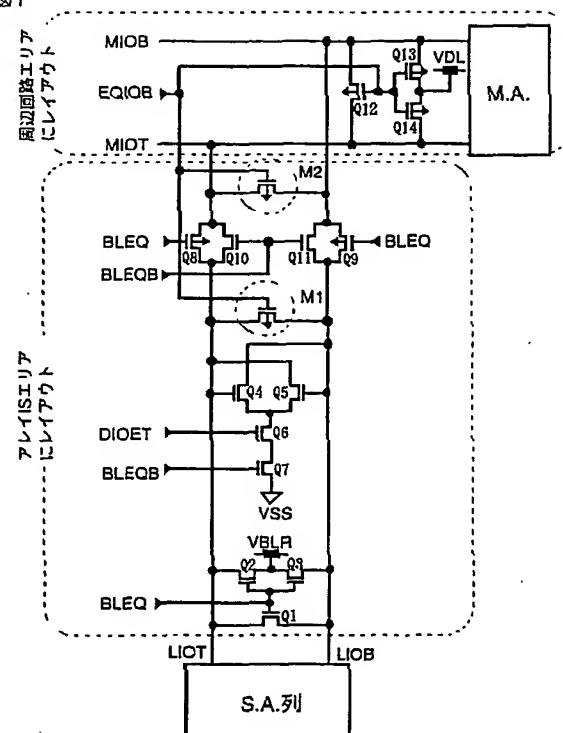 図1
MIOB
EQIOB
MIOT
周辺回路エリア
にレイアウト
Q13
VDL
Q12
Q14
M.A.
M2
BLEQ
Q8
Q10
Q11
Q9
BLEQ
BLEQB
M1
アレイISエリア
にレイアウト
Q4
Q5
DIOET
Q6
BLEQB
Q7
VSS
VBLR
Q2
Q3
BLEQ
Q1
LIOT
LIOB
S.A.列